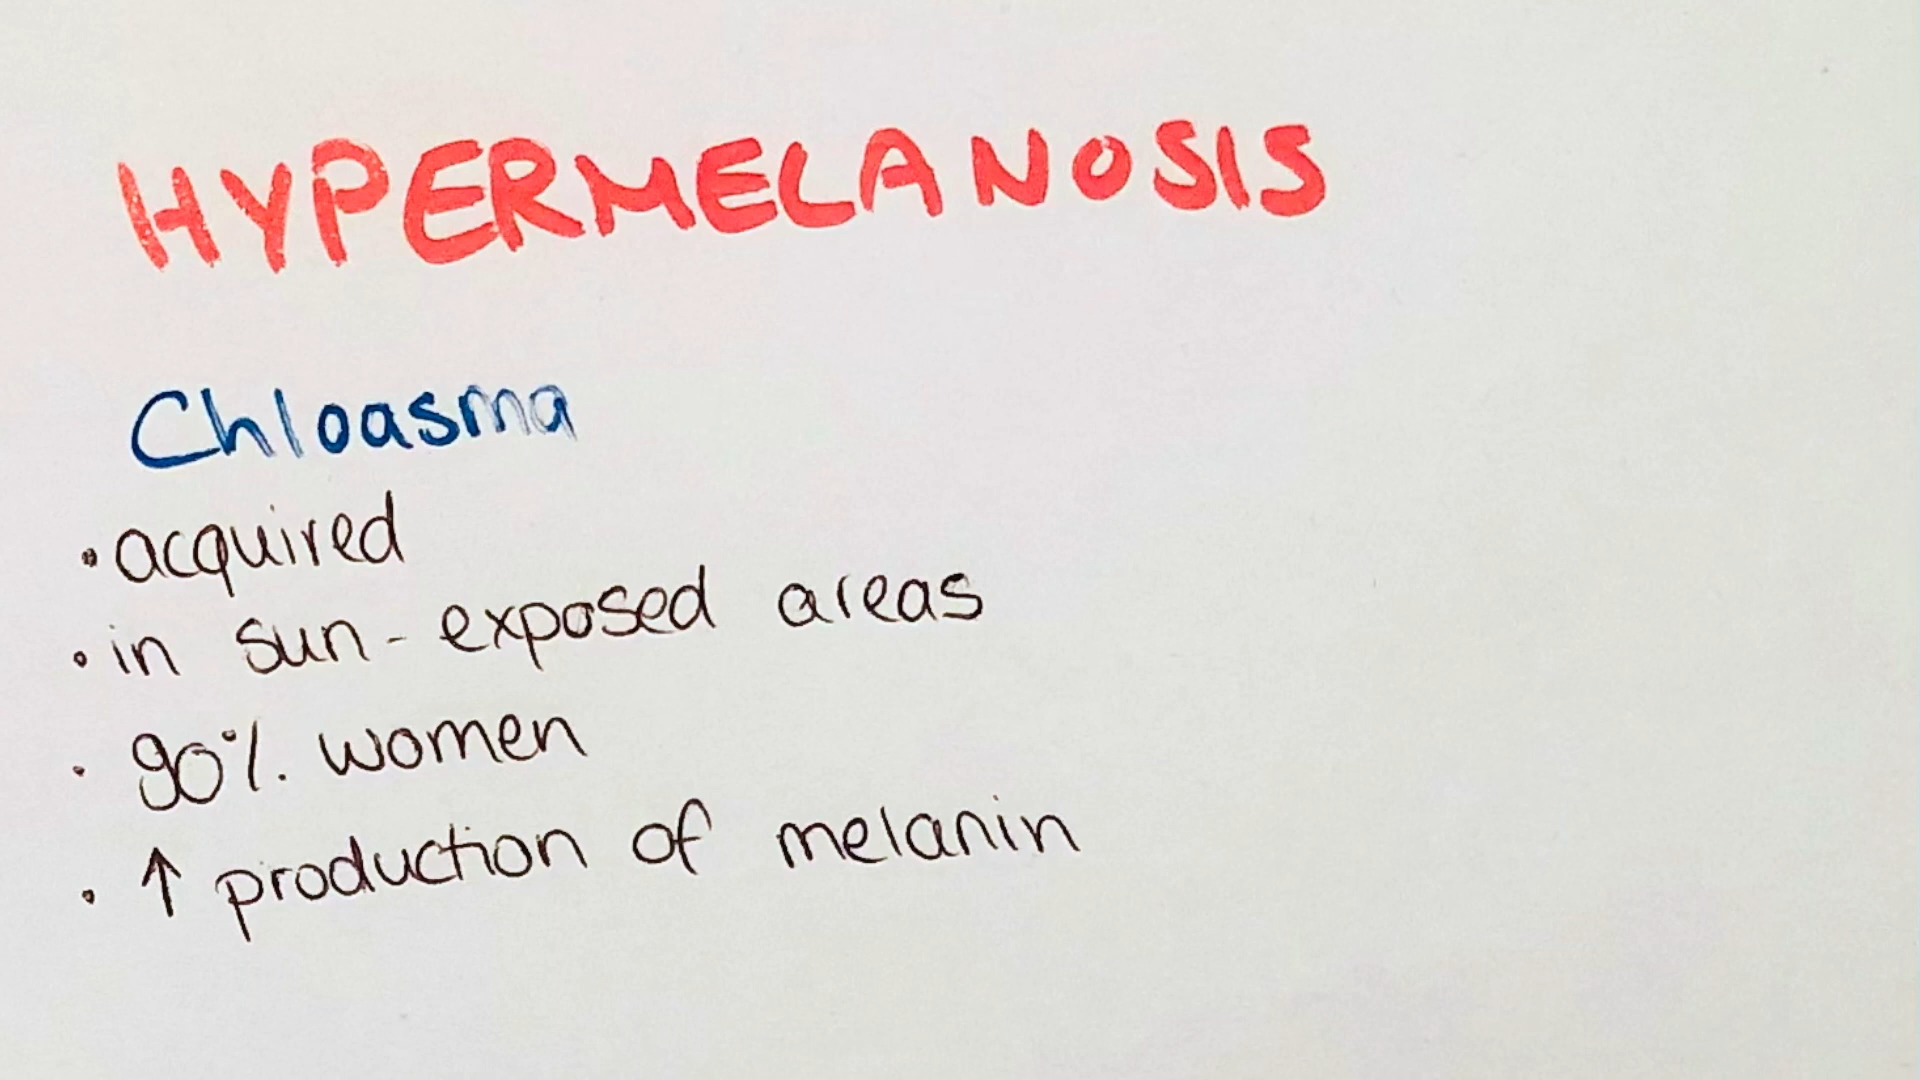 HYPERMELANOSIS
Chloasma
• acquired
• in sun-exposed areas
• 90% women
• ↑ production of melanin